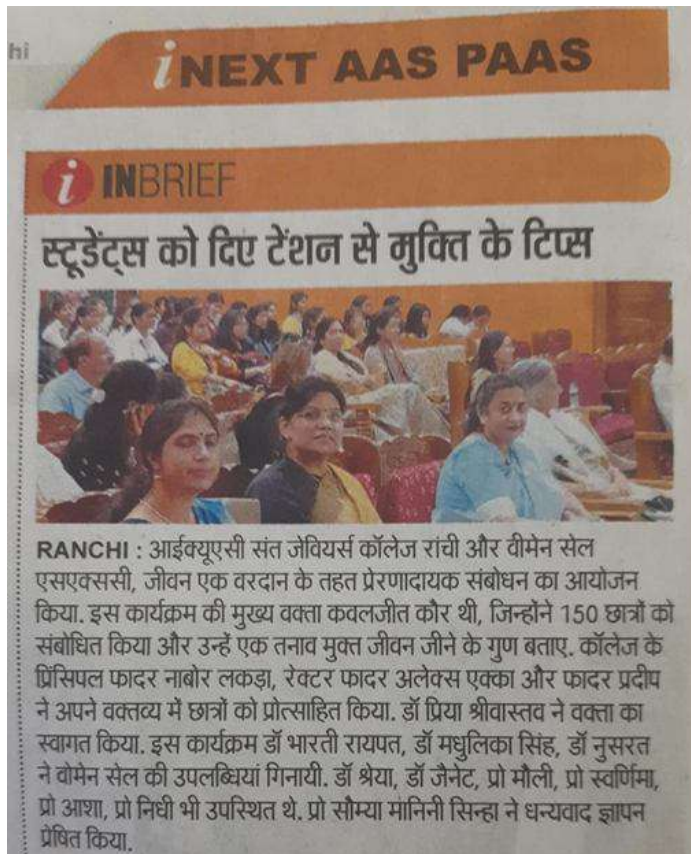 hi
i NEXT AAS PAAS
i INBRIEF
स्टूडेंट्स को दिए टेंशन से मुक्ति के टिप्स
RANCHI : आईक्यूएसी संत जेवियर्स कॉलेज रांची और वीमेन सेल
एसएक्ससी, जीवन एक वरदान के तहत प्रेरणादायक संबोधन का आयोजन
किया. इस कार्यक्रम की मुख्य वक्ता कवलजीत कौर थी, जिन्होंने 150 छात्रों को
संबोधित किया और उन्हें एक तनाव मुक्त जीवन जीने के गुण बताए. कॉलेज के
प्रिंसिपल फादर नाबोर लकड़ा, रेक्टर फादर अलेक्स एक्का और फादर प्रदीप
ने अपने वक्तव्य में छात्रों को प्रोत्साहित किया. डॉ प्रिया श्रीवास्तव ने वक्ता का
स्वागत किया. इस कार्यक्रम डॉ भारती रायपत, डॉ मधुलिका सिंह, डॉ नुसरत
ने वोमेन सेल की उपलब्धियां गिनायी. डॉ श्रेया, डॉ जैनेट, प्रो मौली, प्रो स्वर्णिमा,
प्रो आशा, प्रो निधी भी उपस्थित थे. प्रो सौम्या मानिनी सिन्हा ने धन्यवाद ज्ञापन
प्रेषित किया.